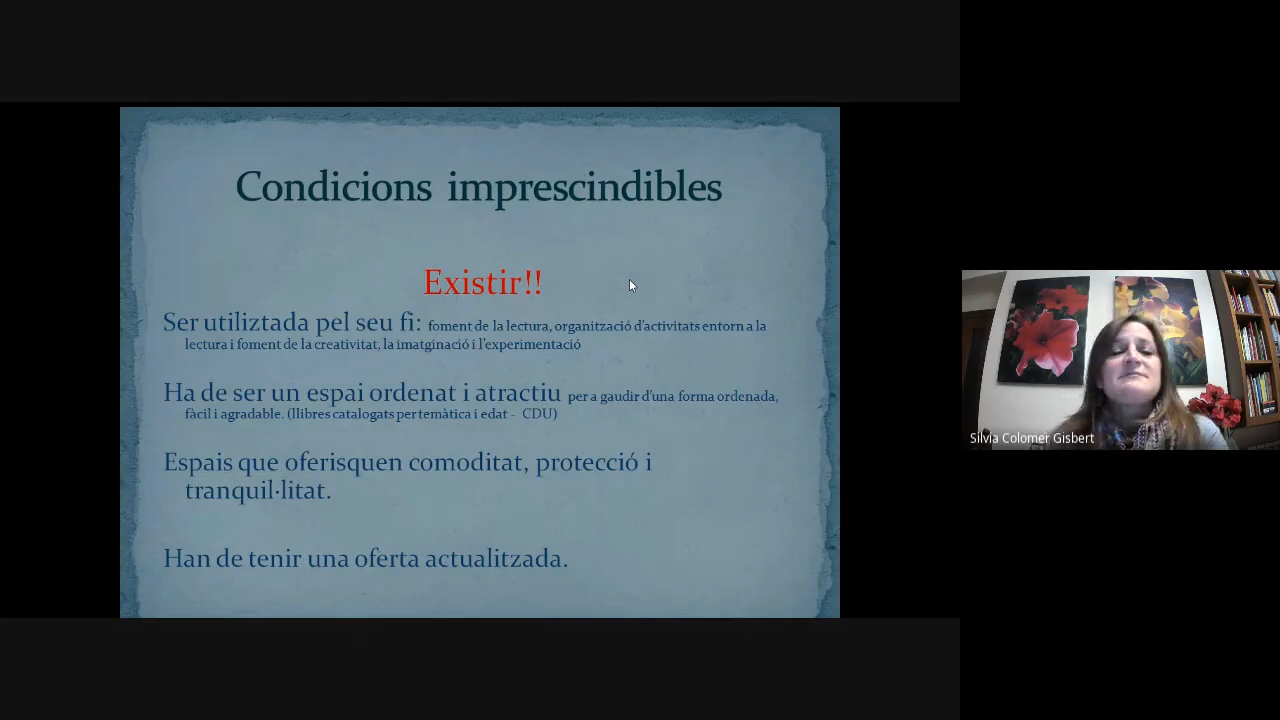 Condicions imprescindibles
Existir!!
Ser utiliztada pel seu fi: foment de la lectura, organització d'activitats entorn a la
lectura i foment de la creativitat, la imatginació i l'experimentació
Ha de ser un espai ordenat i atractiu per a gaudir d'una forma ordenada,
fàcil i agradable. (llibres catalogats per temàtica i edat - CDU)
Espais que oferisquen comoditat, protecció i
tranquil·litat.
Han de tenir una oferta actualitzada.
Silvia Colomer Gisbert